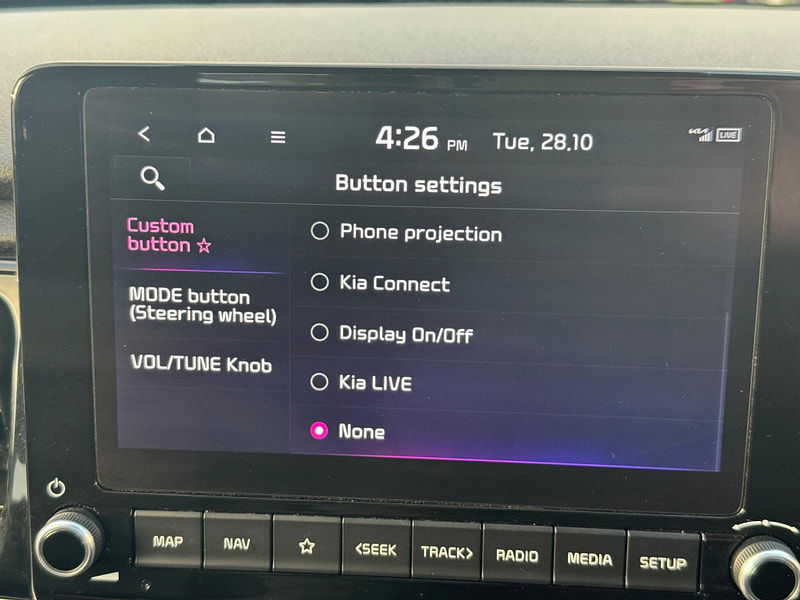 4:26 PM Tue, 28.10
KIA LIVE
Button settings
Custom
button ☆
Phone projection
Kia Connect
MODE button
(Steering wheel)
Display On/Off
VOL/TUNE Knob
Kia LIVE
None
MAP NAV ☆ <SEEK TRACK> RADIO MEDIA SETUP